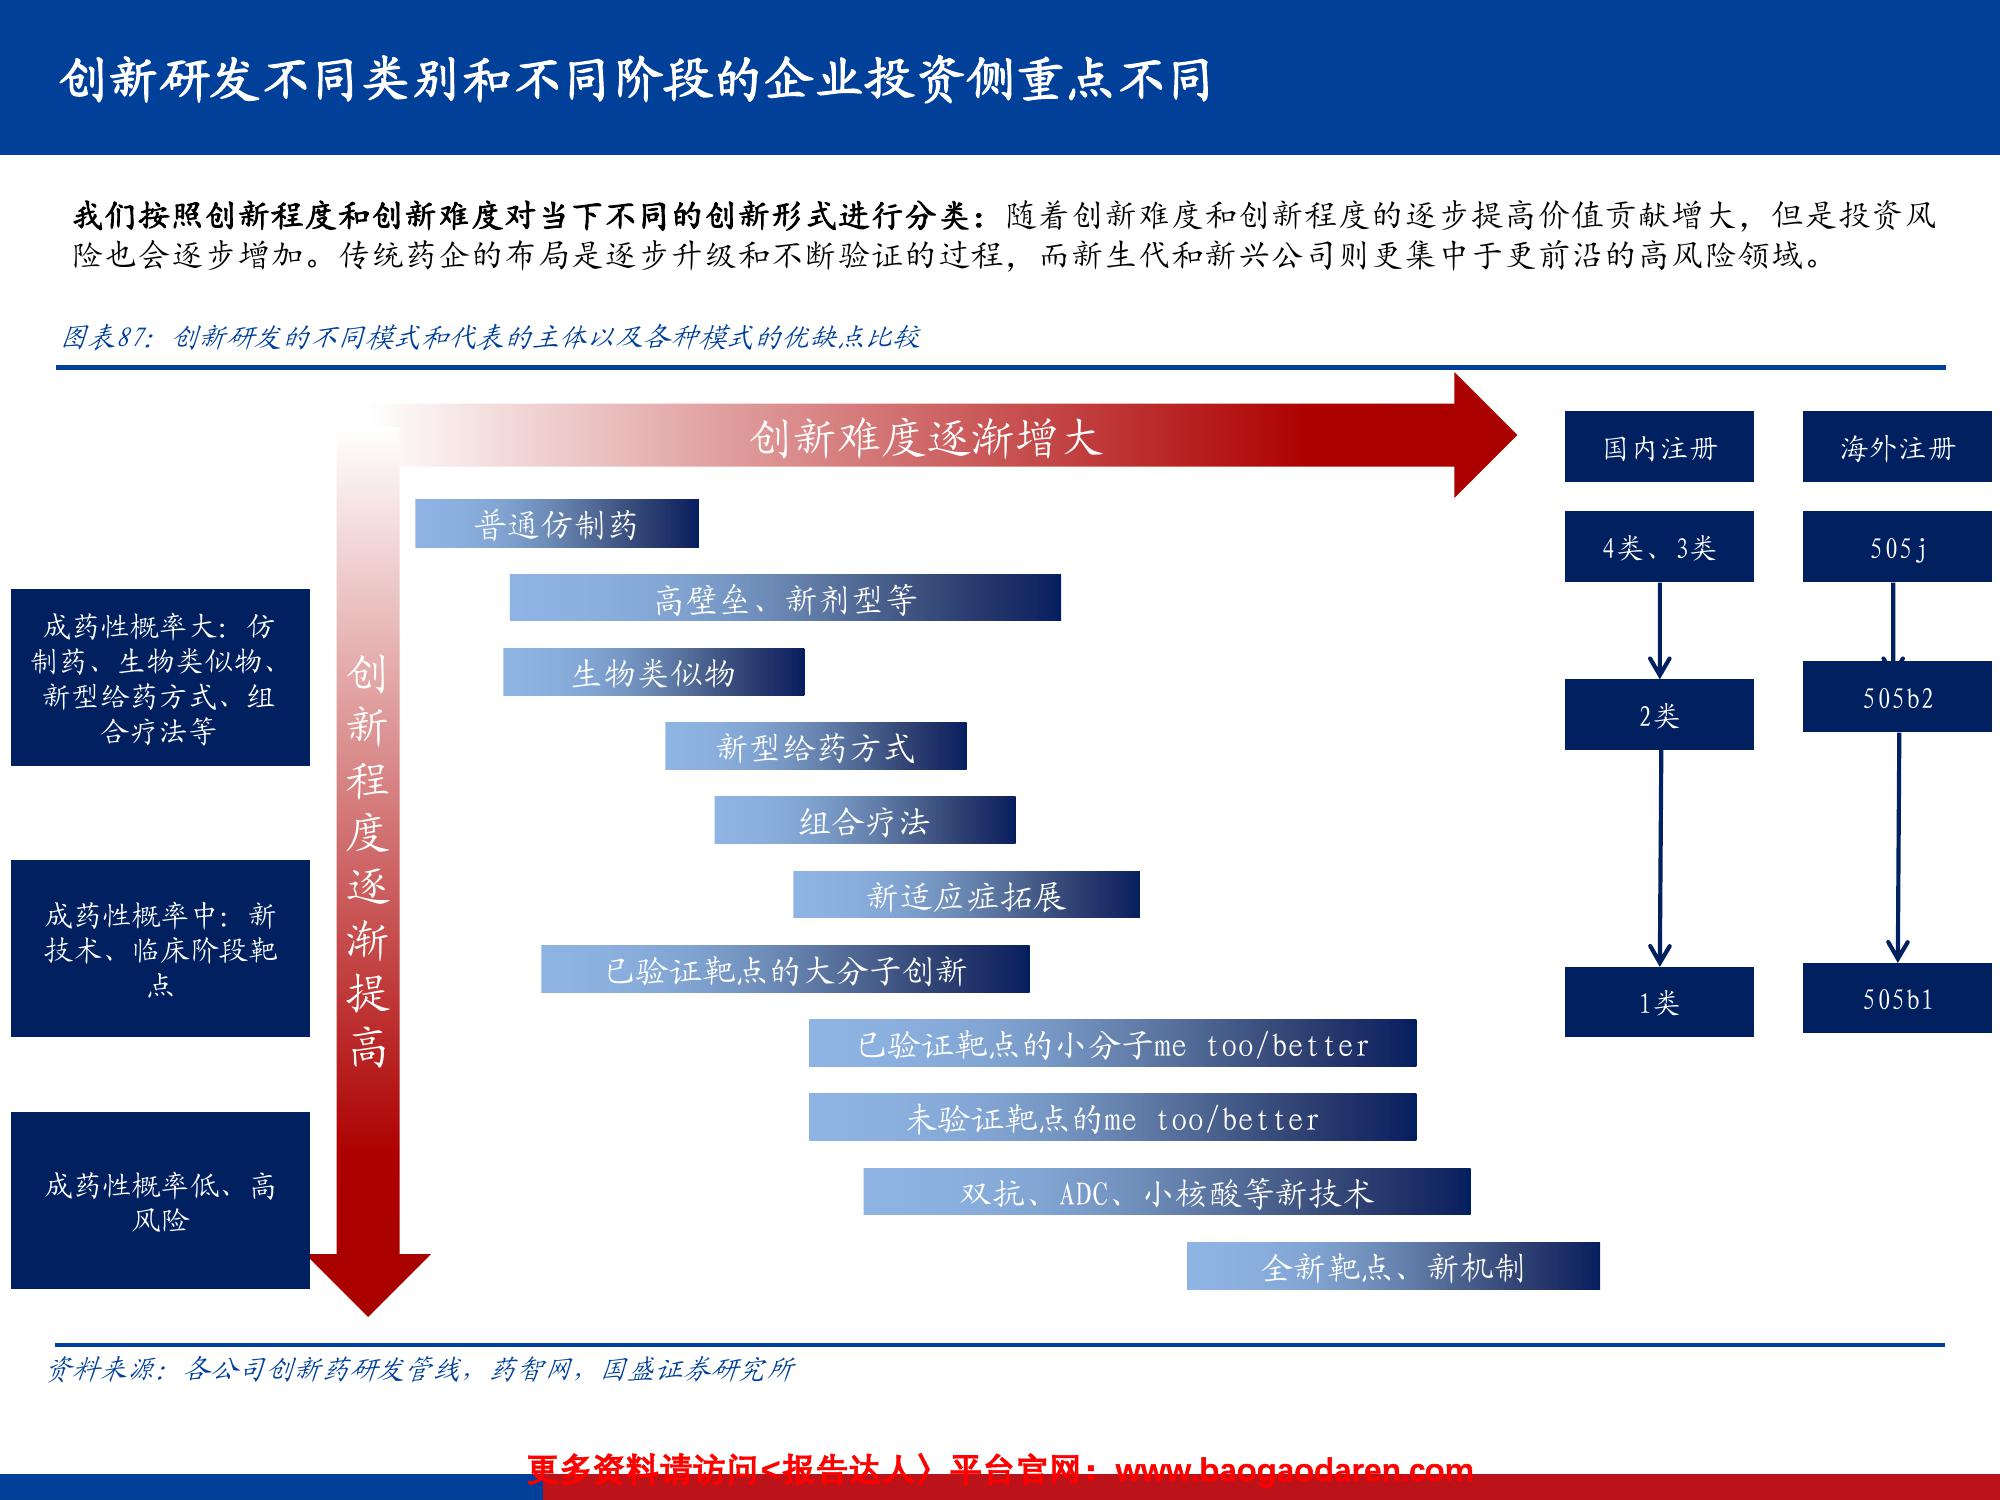 创新研发不同类别和不同阶段的企业投资侧重点不同
我们按照创新程度和创新难度对当下不同的创新形式进行分类：随着创新难度和创新程度的逐步提高价值贡献增大，但是投资风
险也会逐步增加。传统药企的布局是逐步升级和不断验证的过程，而新生代和新兴公司则更集中于更前沿的高风险领域。
图表87：创新研发的不同模式和代表的主体以及各种模式的优缺点比较
创新难度逐渐增大
国内注册
海外注册
普通仿制药
4类、3类
505j
高壁垒、新剂型等
成药性概率大：仿
制药、生物类似物、
新型给药方式、组
合疗法等
创新程度逐渐提高
生物类似物
2类
505b2
新型给药方式
组合疗法
新适应症拓展
成药性概率中：新
技术、临床阶段靶
点
已验证靶点的大分子创新
1类
505b1
已验证靶点的小分子me too/better
未验证靶点的me too/better
成药性概率低、高
风险
双抗、ADC、小核酸等新技术
全新靶点、新机制
资料来源：各公司创新药研发管线，药智网，国盛证券研究所
更多资料请访问<报告达人〉平台官网：www.baogaodaren.com